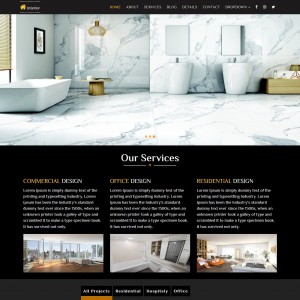 Interior
HOME ABOUT SERVICES BLOG DETAILS CONTACT DROPDOWN
Our Services
COMMERCIAL DESIGN
Lorem Ipsum is simply dummy text of the printing and typesetting industry. Lorem Ipsum is the industry's standard dummy text ever since the 1500s, when an unknown printer took a galley of type and scrambled it to make a type specimen book. It has survived not only.
OFFICE DESIGN
Lorem Ipsum is simply dummy text of the printing and typesetting industry. Lorem Ipsum is the industry's standard dummy text ever since the 1500s, when an unknown printer took a galley of type and scrambled it to make a type specimen book. It has survived not only.
RESIDENTIAL DESIGN
Lorem Ipsum is simply dummy text of the printing and typesetting industry. Lorem Ipsum is the industry's standard dummy text ever since the 1500s, when an unknown printer took a galley of type and scrambled it to make a type specimen book. It has survived not only.
All Projects Residential Hospitely Office